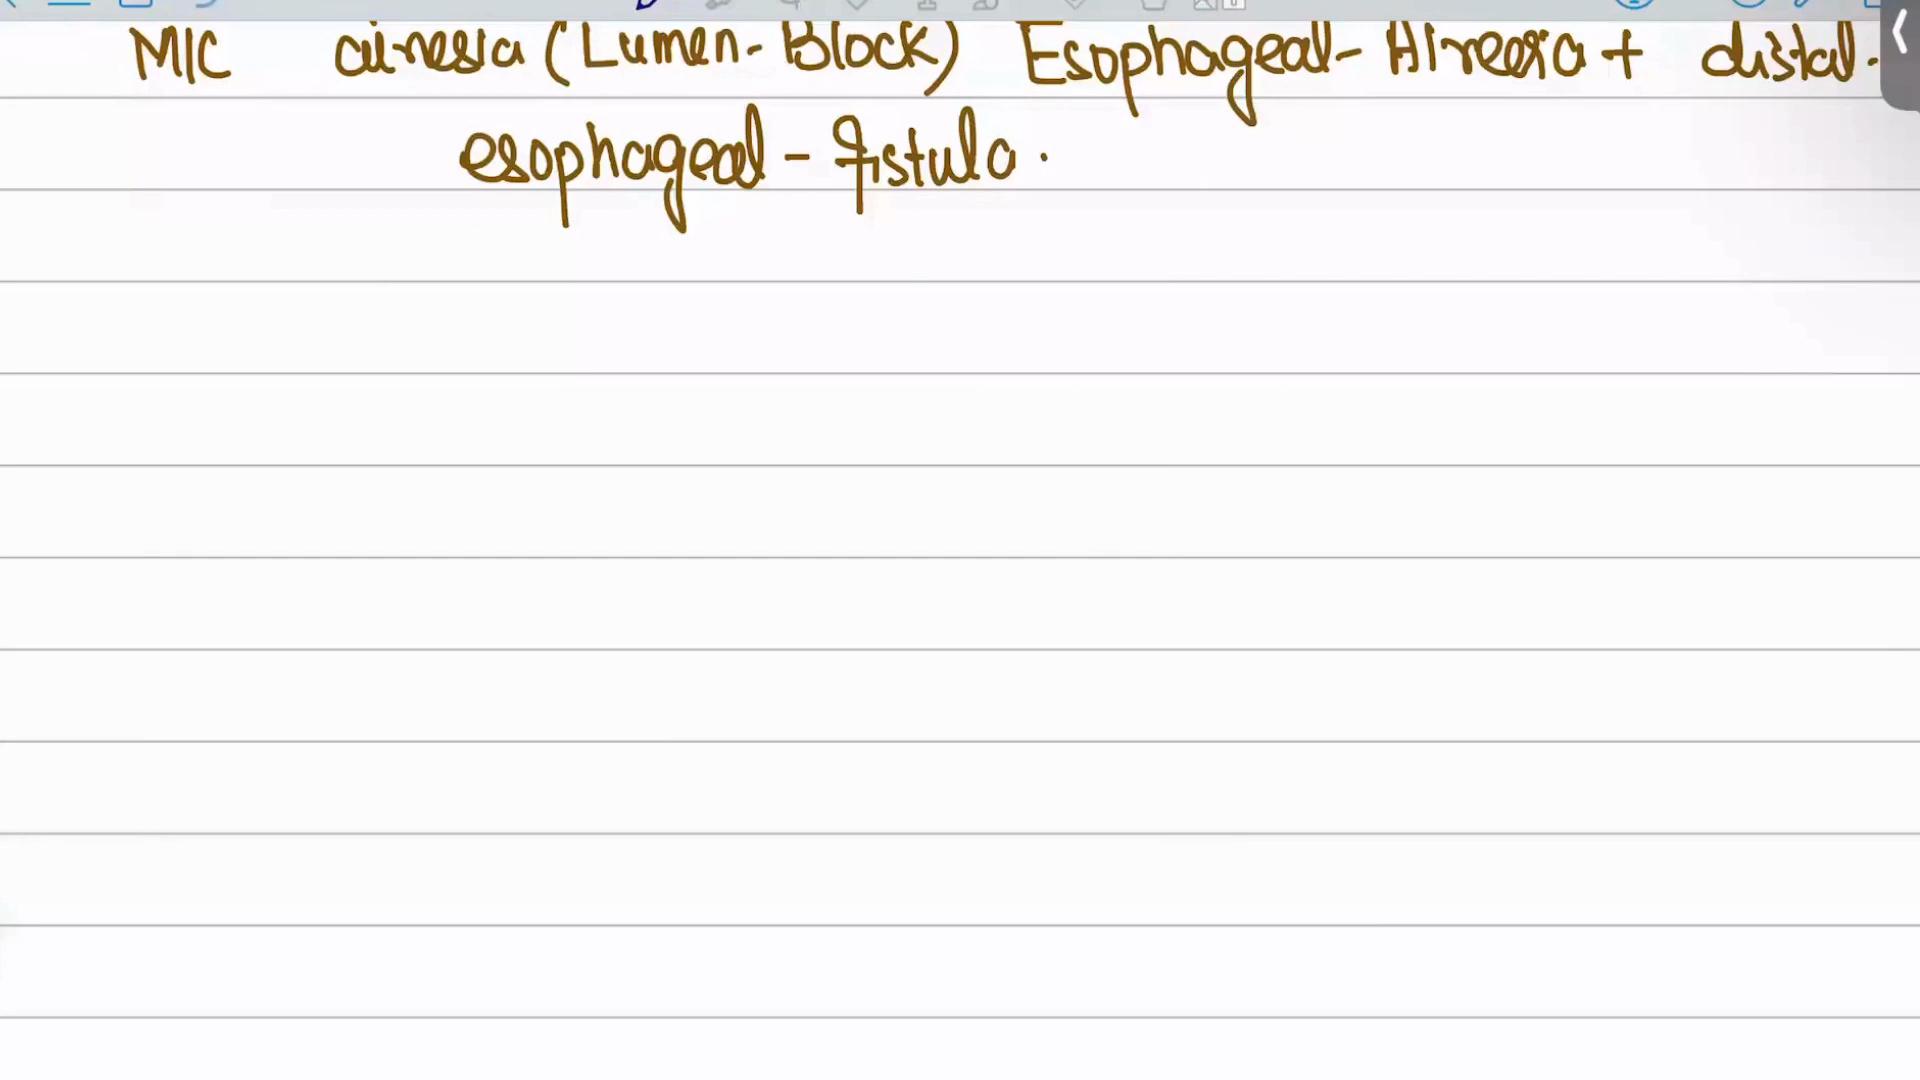 MIC atresia (Lumen-Block) Esophageal-Atresia + distal.
esophageal - fistula.